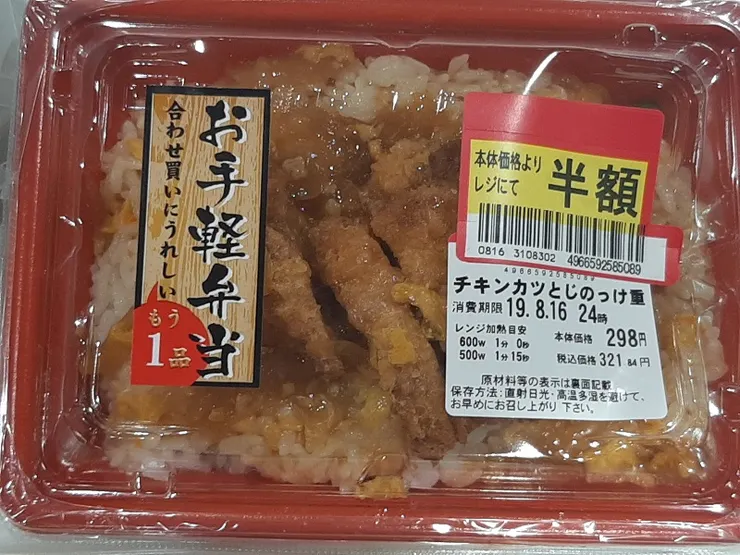 お手軽弁当
合わせ買いにうれしい
もう
1品
本体価格より
レジにて
半額
0816 3108302 4966592585089
4966592585089
チキンカツとじのっけ重
消費期限 19.8.16 24時
レンジ加熱目安
600w 1分 0秒
500w 1分15秒
本体価格 298円
税込価格 321.84円
原材料等の表示は裏面記載
保存方法:直射日光・高温多湿を避けて、
お早めにお召し上がり下さい。